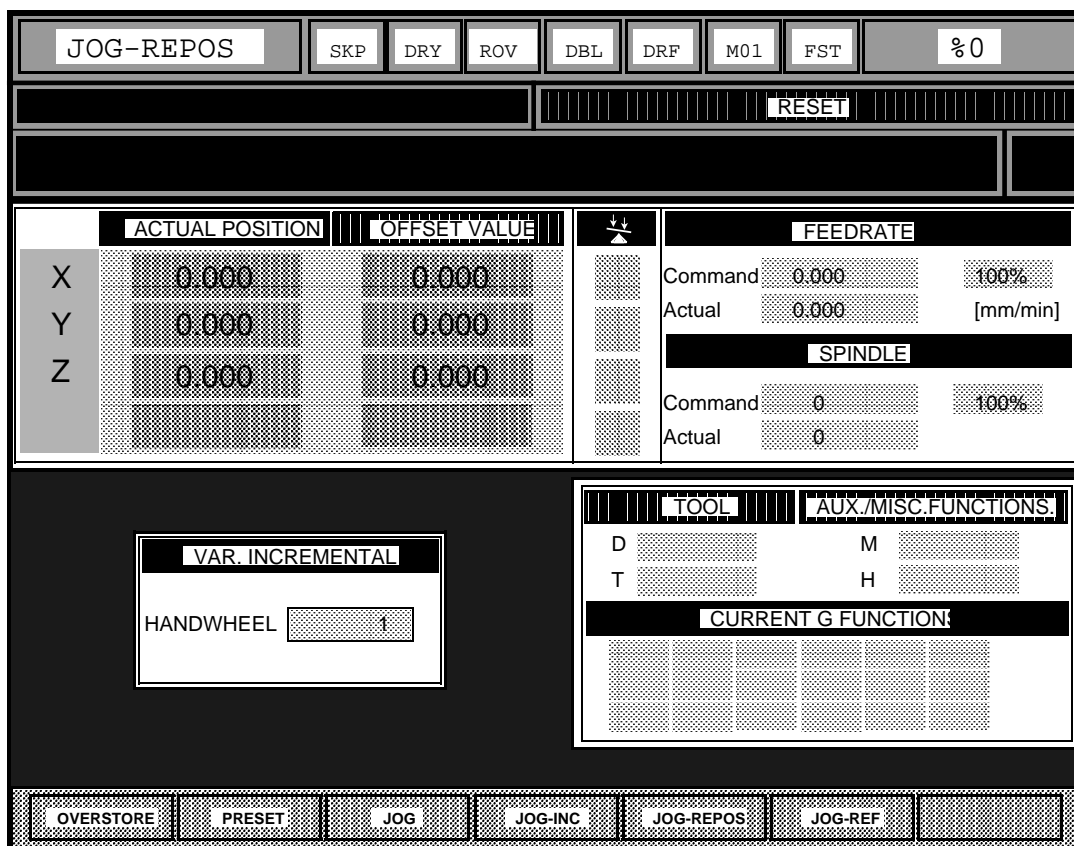 JOG-REPOS SKP DRY ROV DBL DRF M01 FST %0
RESET
ACTUAL POSITION OFFSET VALUE FEEDRATE
X 0.000 0.000 Command 0.000 100%
Y 0.000 0.000 Actual 0.000 [mm/min]
SPINDLE
Z 0.000 0.000
Command 0 100%
Actual 0
TOOL AUX./MISC.FUNCTIONS.
D M
VAR. INCREMENTAL
T H
HANDWHEEL 1
CURRENT G FUNCTIONS
OVERSTORE PRESET JOG JOG-INC JOG-REPOS JOG-REF